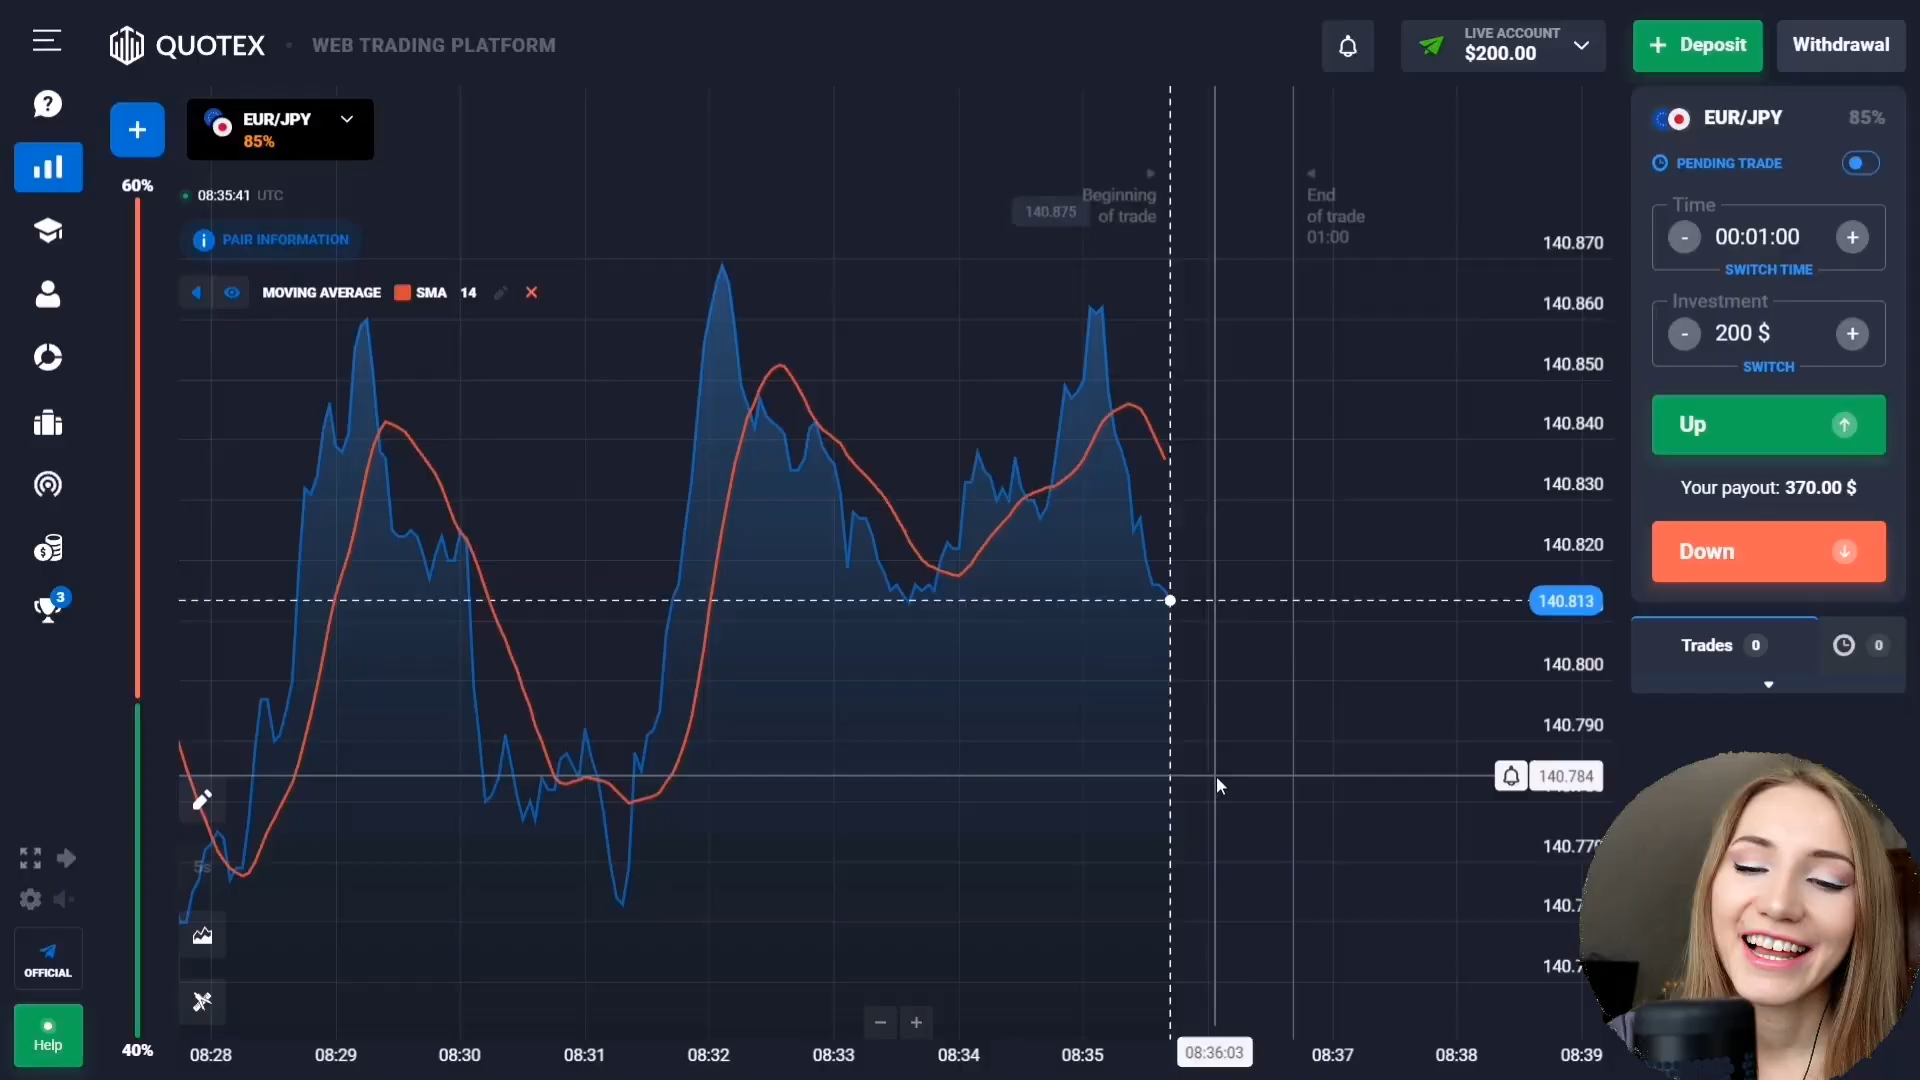 QUOTEX
WEB TRADING PLATFORM
LIVE ACCOUNT
$200.00
+ Deposit
Withdrawal
+
EUR/JPY
85%
60%
08:35:41 UTC
PAIR INFORMATION
MOVING AVERAGE SMA 14
140.875
Beginning
of trade
End
of trade
01:00
140.870
140.860
140.850
140.840
140.830
140.820
140.813
140.800
140.790
140.784
EUR/JPY 85%
PENDING TRADE
Time
- 00:01:00 +
SWITCH TIME
Investment
- 200 $ +
SWITCH
Up
Your payout: 370.00 $
Down
Trades 0
0
3
5s
OFFICIAL
Help
40%
08:28 08:29 08:30 08:31 08:32 08:33 08:34 08:35 08:36:03 08:37 08:38 08:39